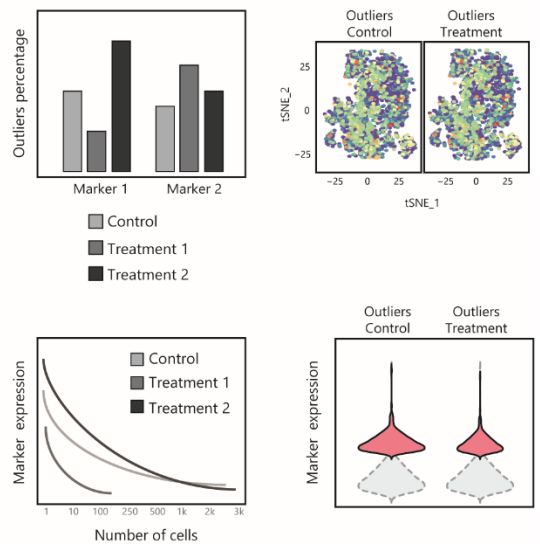 Outliers percentage
Marker 1
Marker 2
Control
Treatment 1
Treatment 2
Outliers
Control
Outliers
Treatment
tSNE_2
35
0
−25
−25
0
25
−25
0
25
tSNE_1
Marker expression
Control
Treatment 1
Treatment 2
1
10
100
250
500
1k
2k
3k
Number of cells
Outliers
Control
Outliers
Treatment
Marker expression